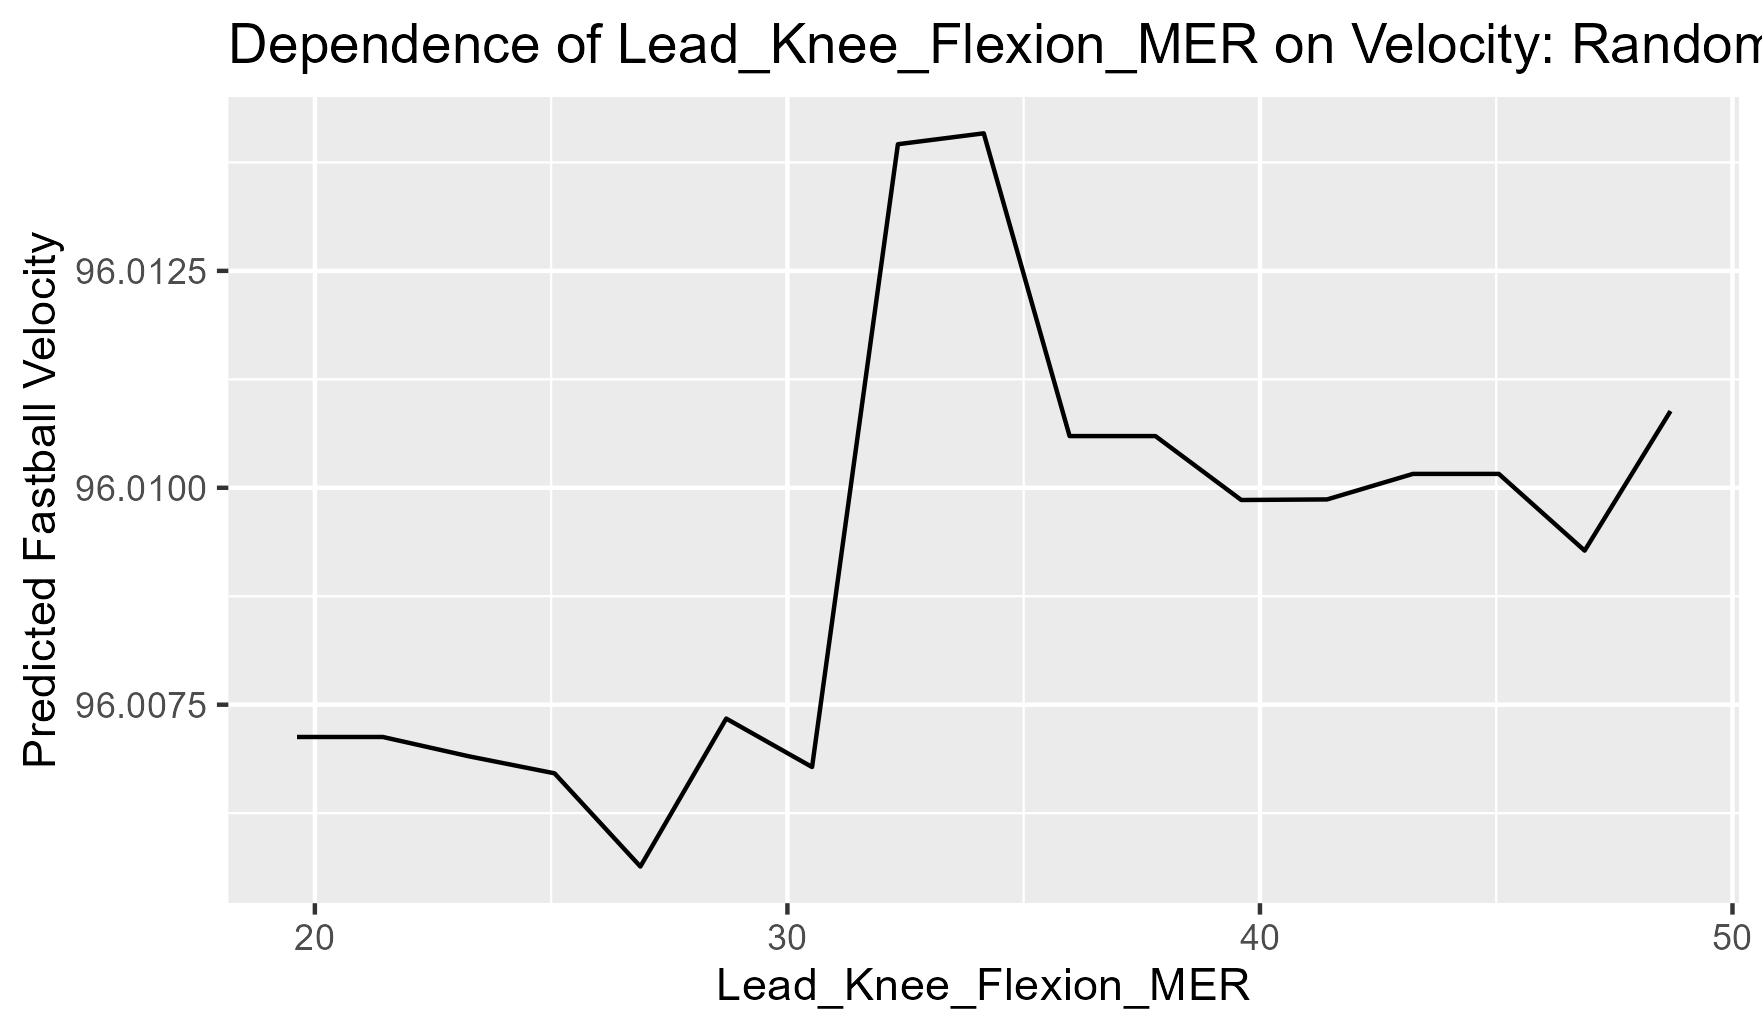 Dependence of Lead_Knee_Flexion_MER on Velocity: Random
Predicted Fastball Velocity
96.0125
96.0100
96.0075
20 30 40 50
Lead_Knee_Flexion_MER